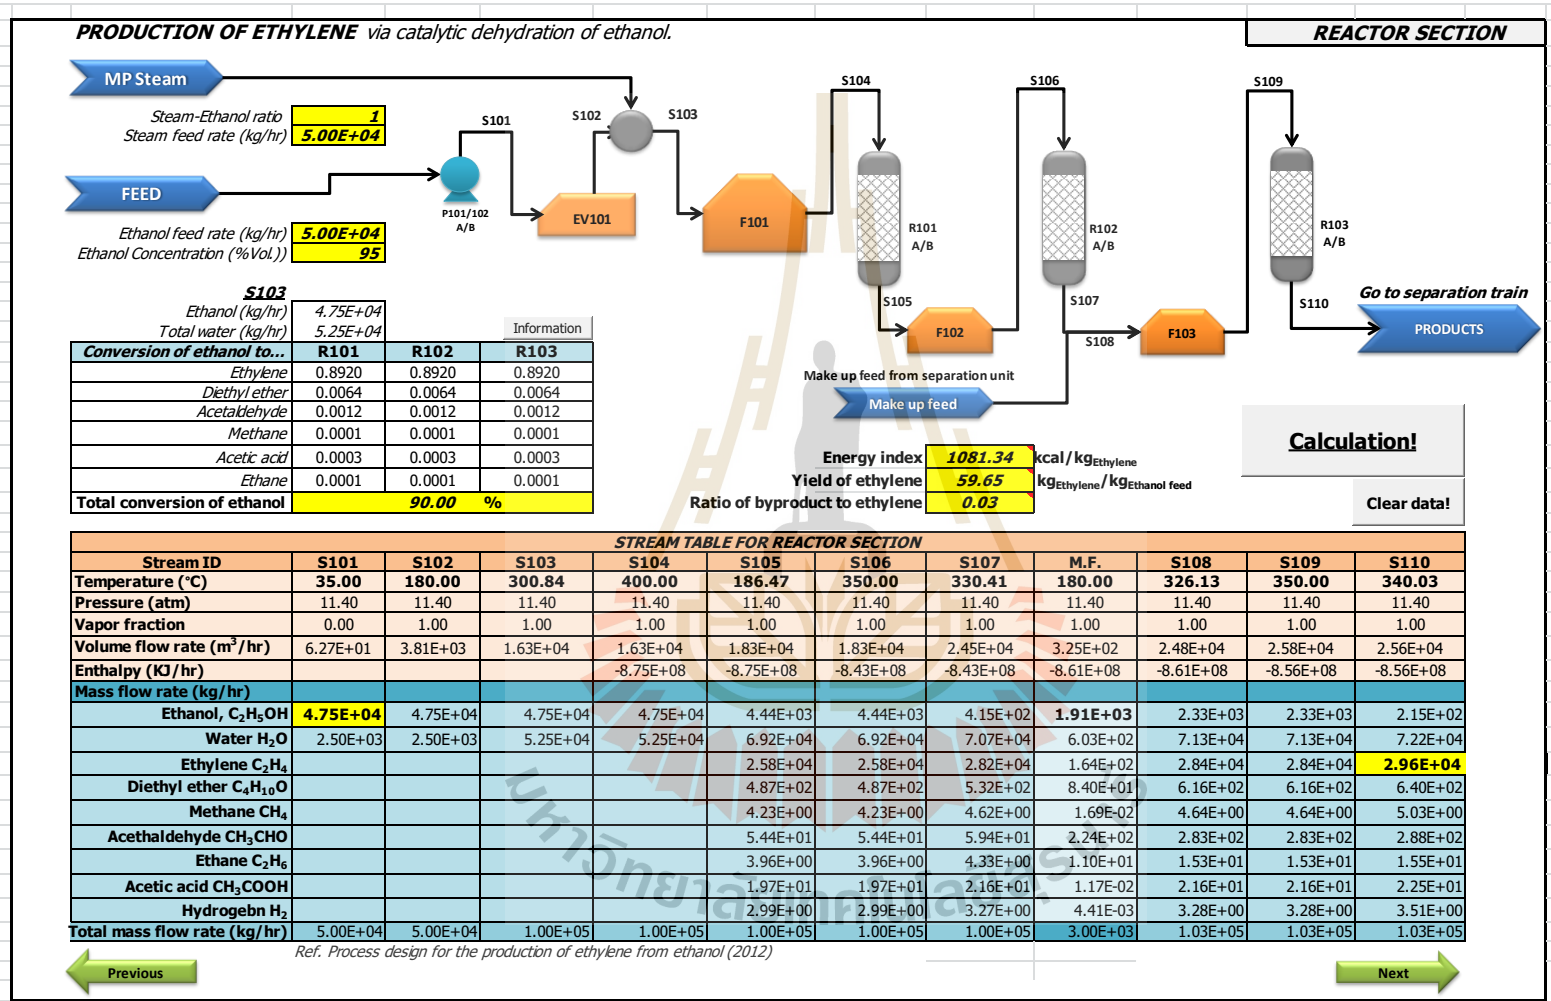 PRODUCTION OF ETHYLENE via catalytic dehydration of ethanol.
REACTOR SECTION
MP Steam
Steam-Ethanol ratio 1
Steam feed rate (kg/hr) 5.00E+04
FEED
Ethanol feed rate (kg/hr) 5.00E+04
Ethanol Concentration (%Vol.)) 95
S101
S102
S103
S104
S106
S109
P101/102
A/B
EV101
F101
R101
A/B
R102
A/B
R103
A/B
S105
F102
S107
S108
F103
S110
Go to separation train
PRODUCTS
Make up feed from separation unit
Make up feed
S103
Ethanol (kg/hr) 4.75E+04
Total water (kg/hr) 5.25E+04
Information
Conversion of ethanol to... R101 R102 R103
Ethylene 0.8920 0.8920 0.8920
Diethyl ether 0.0064 0.0064 0.0064
Acetaldehyde 0.0012 0.0012 0.0012
Methane 0.0001 0.0001 0.0001
Acetic acid 0.0003 0.0003 0.0003
Ethane 0.0001 0.0001 0.0001
Total conversion of ethanol 90.00 %
Energy index 1081.34 kcal/kgEthylene
Yield of ethylene 59.65 kgEthylene/kgEthanol feed
Ratio of byproduct to ethylene 0.03
Calculation!
Clear data!
STREAM TABLE FOR REACTOR SECTION
Stream ID S101 S102 S103 S104 S105 S106 S107 M.F. S108 S109 S110
Temperature (°C) 35.00 180.00 300.84 400.00 186.47 350.00 330.41 180.00 326.13 350.00 340.03
Pressure (atm) 11.40 11.40 11.40 11.40 11.40 11.40 11.40 11.40 11.40 11.40 11.40
Vapor fraction 0.00 1.00 1.00 1.00 1.00 1.00 1.00 1.00 1.00 1.00 1.00
Volume flow rate (m³/hr) 6.27E+01 3.81E+03 1.63E+04 1.63E+04 1.83E+04 1.83E+04 2.45E+04 3.25E+02 2.48E+04 2.58E+04 2.56E+04
Enthalpy (KJ/hr) -8.75E+08 -8.75E+08 -8.43E+08 -8.43E+08 -8.61E+08 -8.61E+08 -8.56E+08 -8.56E+08
Mass flow rate (kg/hr)
Ethanol, C₂H₅OH 4.75E+04 4.75E+04 4.75E+04 4.75E+04 4.44E+03 4.44E+03 4.15E+02 1.91E+03 2.33E+03 2.33E+03 2.15E+02
Water H₂O 2.50E+03 2.50E+03 5.25E+04 5.25E+04 6.92E+04 6.92E+04 7.07E+04 6.03E+02 7.13E+04 7.13E+04 7.22E+04
Ethylene C₂H₄ 2.58E+04 2.58E+04 2.82E+04 1.64E+02 2.84E+04 2.84E+04 2.96E+04
Diethyl ether C₄H₁₀O 4.87E+02 4.87E+02 5.32E+02 8.40E+01 6.16E+02 6.16E+02 6.40E+02
Methane CH₄ 4.23E+00 4.23E+00 4.62E+00 1.69E-02 4.64E+00 4.64E+00 5.03E+00
Acethaldehyde CH₃CHO 5.44E+01 5.44E+01 5.94E+01 2.24E+02 2.83E+02 2.83E+02 2.88E+02
Ethane C₂H₆ 3.96E+00 3.96E+00 4.33E+00 1.10E+01 1.53E+01 1.53E+01 1.55E+01
Acetic acid CH₃COOH 1.97E+01 1.97E+01 2.16E+01 1.17E-02 2.16E+01 2.16E+01 2.25E+01
Hydrogebn H₂ 2.99E+00 2.99E+00 3.27E+00 4.41E-03 3.28E+00 3.28E+00 3.51E+00
Total mass flow rate (kg/hr) 5.00E+04 5.00E+04 1.00E+05 1.00E+05 1.00E+05 1.00E+05 1.00E+05 3.00E+03 1.03E+05 1.03E+05 1.03E+05
มหาวิทยาลัยเทคโนโลยีสุรนารี
Ref. Process design for the production of ethylene from ethanol (2012)
Previous
Next